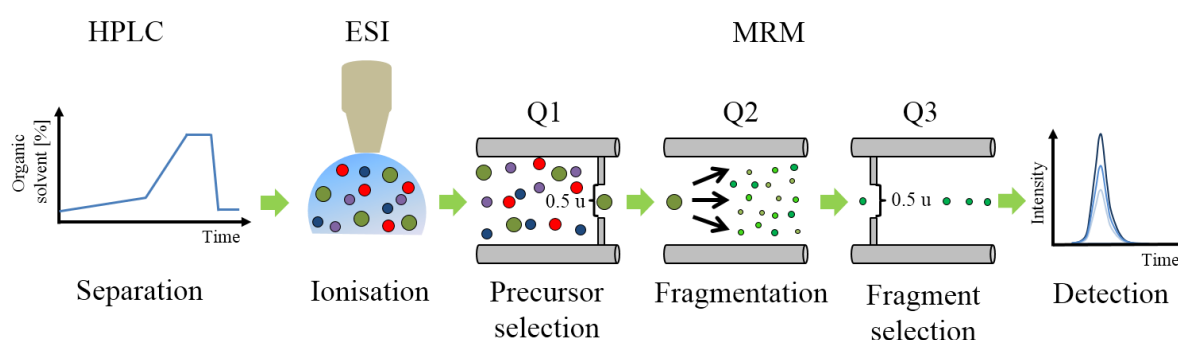 HPLC
ESI
MRM
Organic
solvent [%]
Time
Q1
Q2
Q3
0.5 u
0.5 u
Intensity
Time
Separation
Ionisation
Precursor
selection
Fragmentation
Fragment
selection
Detection